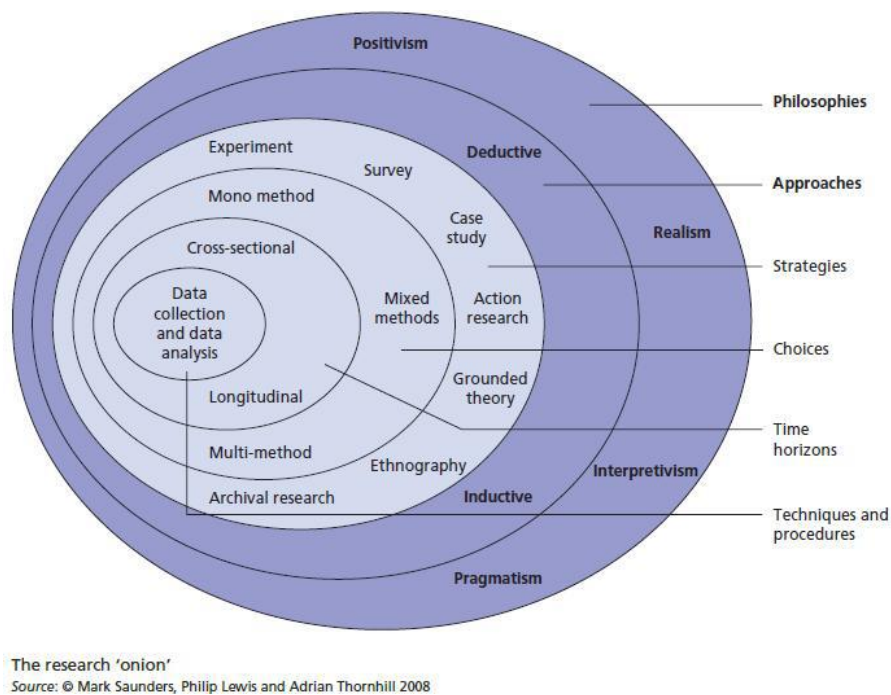 Positivism
Philosophies
Deductive
Experiment
Survey
Approaches
Mono method
Case
study
Realism
Cross-sectional
Strategies
Data
collection
and data
analysis
Mixed
methods
Action
research
Choices
Longitudinal
Grounded
theory
Time
horizons
Multi-method
Ethnography
Interpretivism
Archival research
Inductive
Techniques and
procedures
Pragmatism
The research ‘onion’
Source: © Mark Saunders, Philip Lewis and Adrian Thornhill 2008